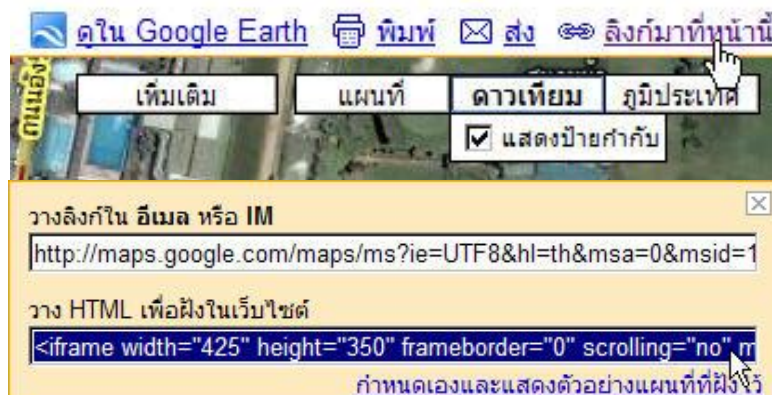 ดูใน Google Earth พิมพ์ ส่ง ลิงก์มาที่หน้านี้
เพิ่มเติม แผนที่ ดาวเทียม ภูมิประเทศ
แสดงป้ายกำกับ
วางลิงก์ใน อีเมล หรือ IM
http://maps.google.com/maps/ms?ie=UTF8&hl=th&msa=0&msid=1
วาง HTML เพื่อฝังในเว็บไซต์
<iframe width="425" height="350" frameborder="0" scrolling="no" m
กำหนดเองและแสดงตัวอย่างแผนที่ที่ฝังไว้